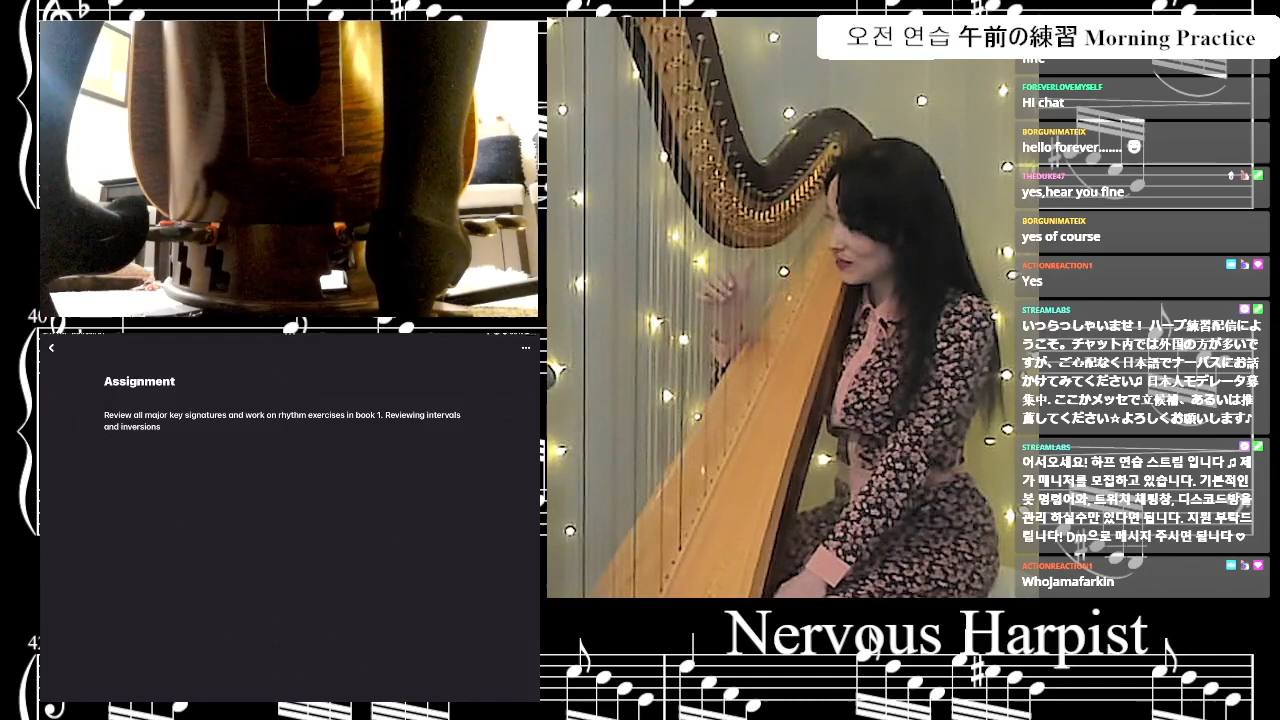 오전 연습 午前の練習 Morning Practice
fine
FOREVERLOVEMYSELF
Hi chat
BORGUNIMATEIX
hello forever.......
THEDUKE47
yes,hear you fine
BORGUNIMATEIX
yes of course
ACTIONREACTION1
Yes
STREAMLABS
いらっしゃいませ！ ハープ練習配信によ
うこそ。チャット内では外国の方が多いで
すが、ご心配なく日本語でナーバスにお話
かけてみてください♫ 日本人モデレータ募
集中. ここかメッセで立候補、あるいは推
薦してください☆よろしくお願いします♪
STREAMLABS
어서오세요! 하프 연습 스트림 입니다 ♫ 제
가 매니저를 모집하고 있습니다. 기본적인
봇 명령어와, 트위치 채팅창, 디스코드방을
관리 하실수만 있다면 됩니다. 지원 부탁드
립니다! Dm으로 메시지 주시면 됩니다 ♡
ACTIONREACTION1
Whojamafarkin
Assignment
Review all major key signatures and work on rhythm exercises in book 1. Reviewing intervals
and inversions
Nervous Harpist